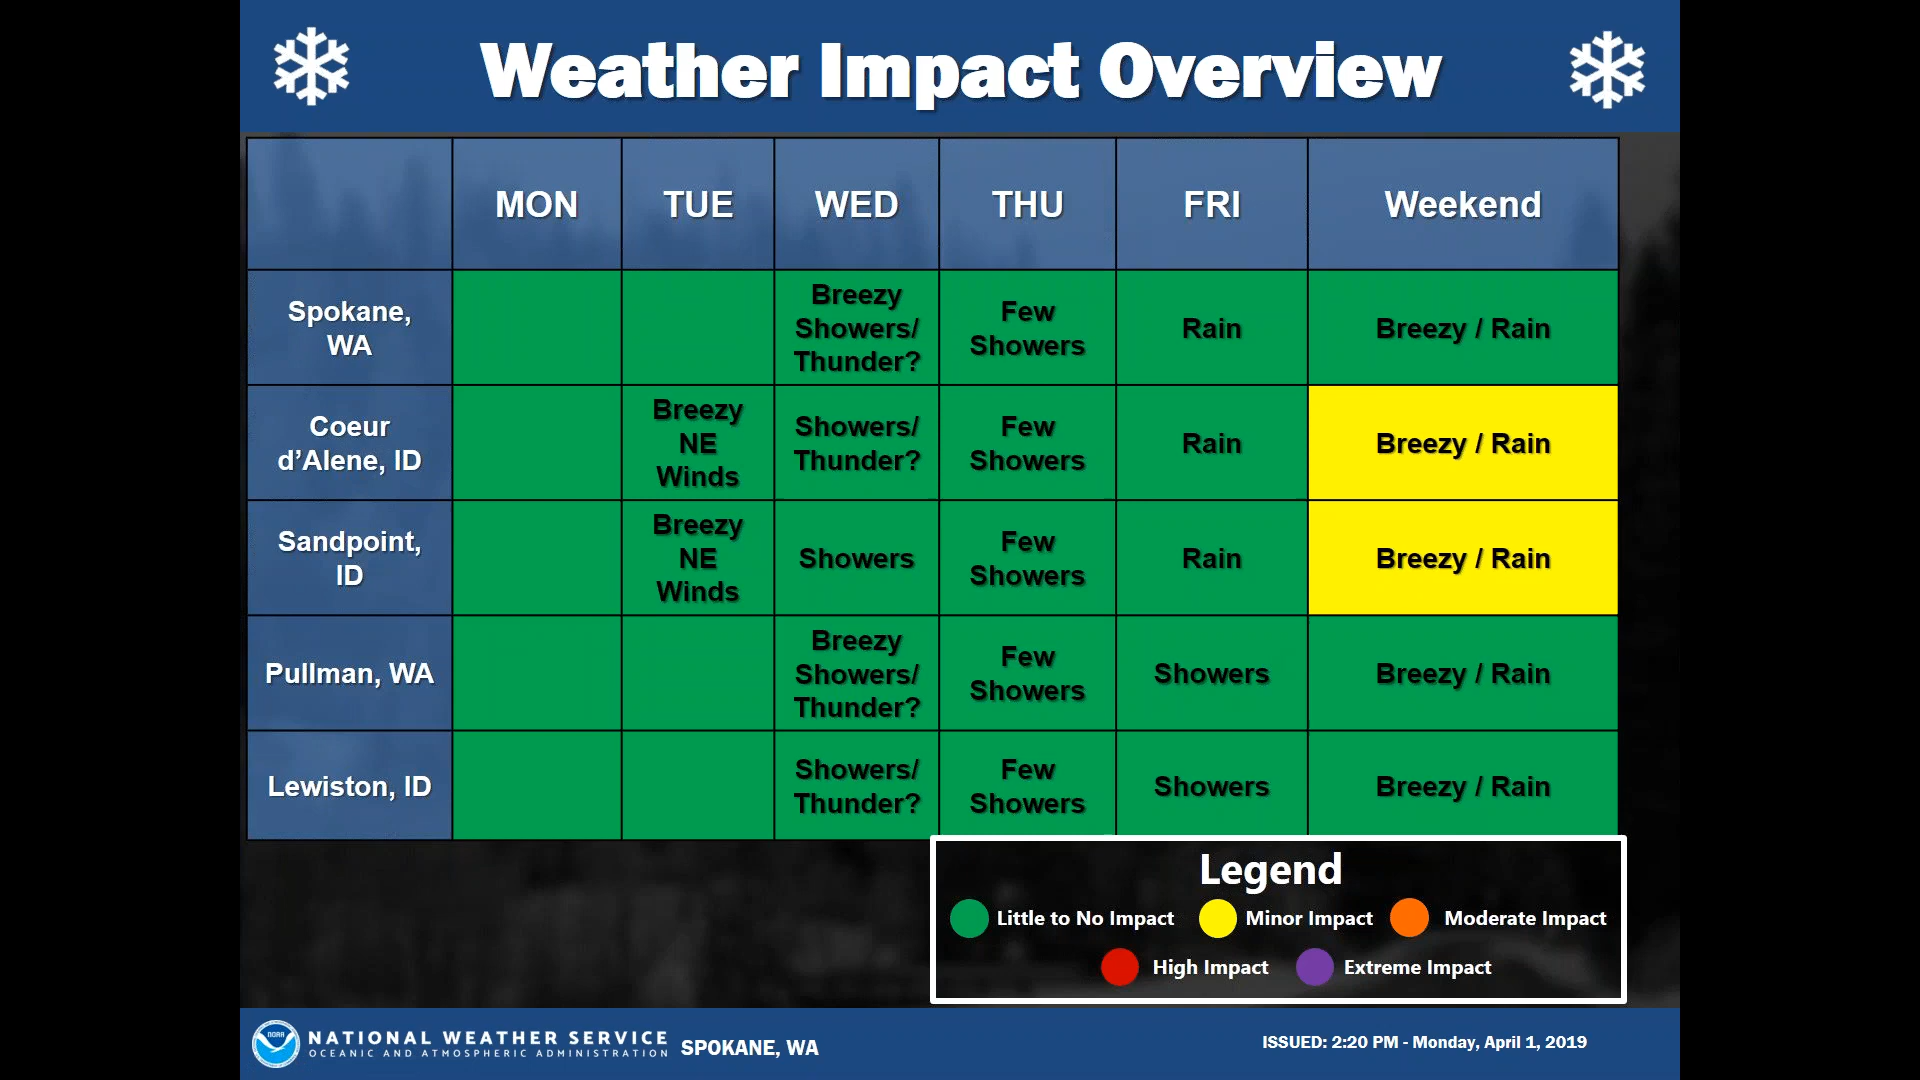 Weather Impact Overview
MON TUE WED THU FRI Weekend
Spokane,
WA
Breezy
Showers/
Thunder?
Few
Showers
Rain
Breezy / Rain
Coeur
d’Alene, ID
Breezy
NE
Winds
Showers/
Thunder?
Few
Showers
Rain
Breezy / Rain
Sandpoint,
ID
Breezy
NE
Winds
Showers
Few
Showers
Rain
Breezy / Rain
Pullman, WA
Breezy
Showers/
Thunder?
Few
Showers
Showers
Breezy / Rain
Lewiston, ID
Showers/
Thunder?
Few
Showers
Showers
Breezy / Rain
Legend
Little to No Impact Minor Impact Moderate Impact
High Impact Extreme Impact
NOAA
NATIONAL WEATHER SERVICE
OCEANIC AND ATMOSPHERIC ADMINISTRATION
SPOKANE, WA
ISSUED: 2:20 PM - Monday, April 1, 2019